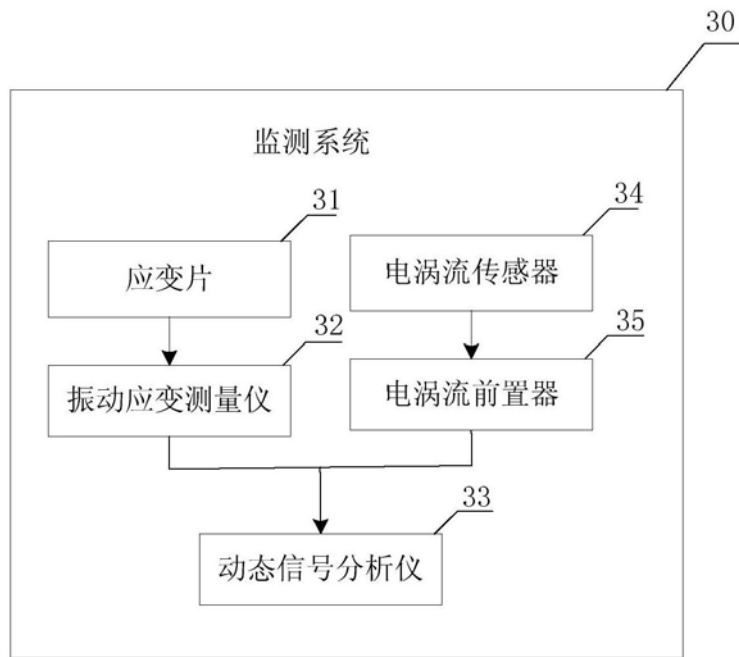 30
监测系统
31
34
应变片
电涡流传感器
32
35
振动应变测量仪
电涡流前置器
33
动态信号分析仪